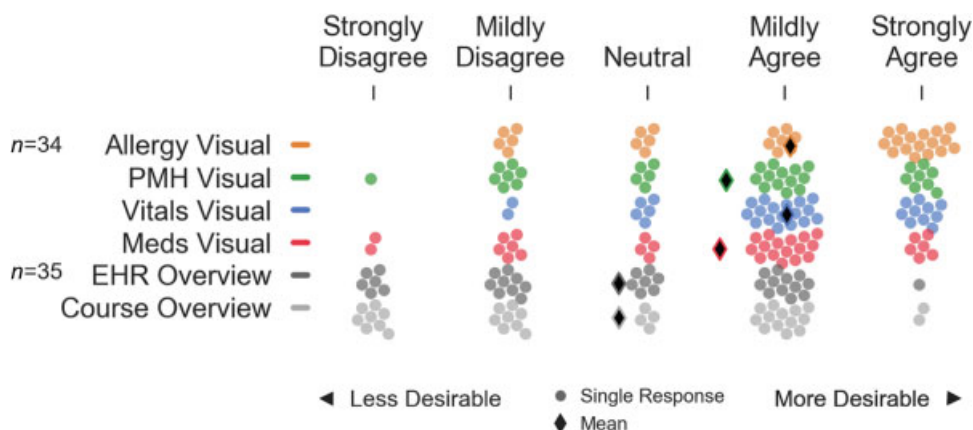 Strongly Disagree
Mildly Disagree
Neutral
Mildly Agree
Strongly Agree
n=34
Allergy Visual
PMH Visual
Vitals Visual
Meds Visual
n=35
EHR Overview
Course Overview
◄ Less Desirable
Single Response
Mean
More Desirable ►